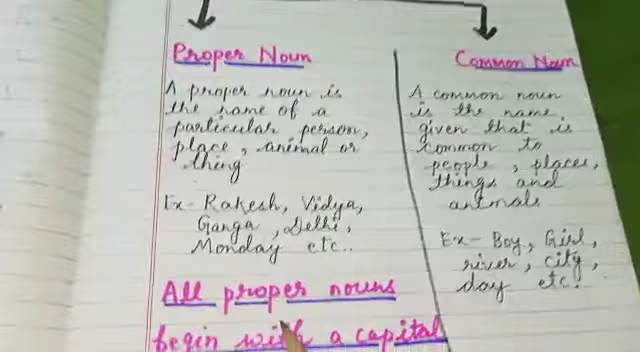 Proper Noun
A proper noun is
the name of a
particular person,
place, animal or
thing
Ex- Rakesh, Vidya,
Ganga, Delhi,
Monday etc..
All proper nouns
begin with a capital
Common Noun
A common noun
is the name
given that is
common to
people, places,
things and
animals
Ex- Boy, Girl,
river, city,
day etc.